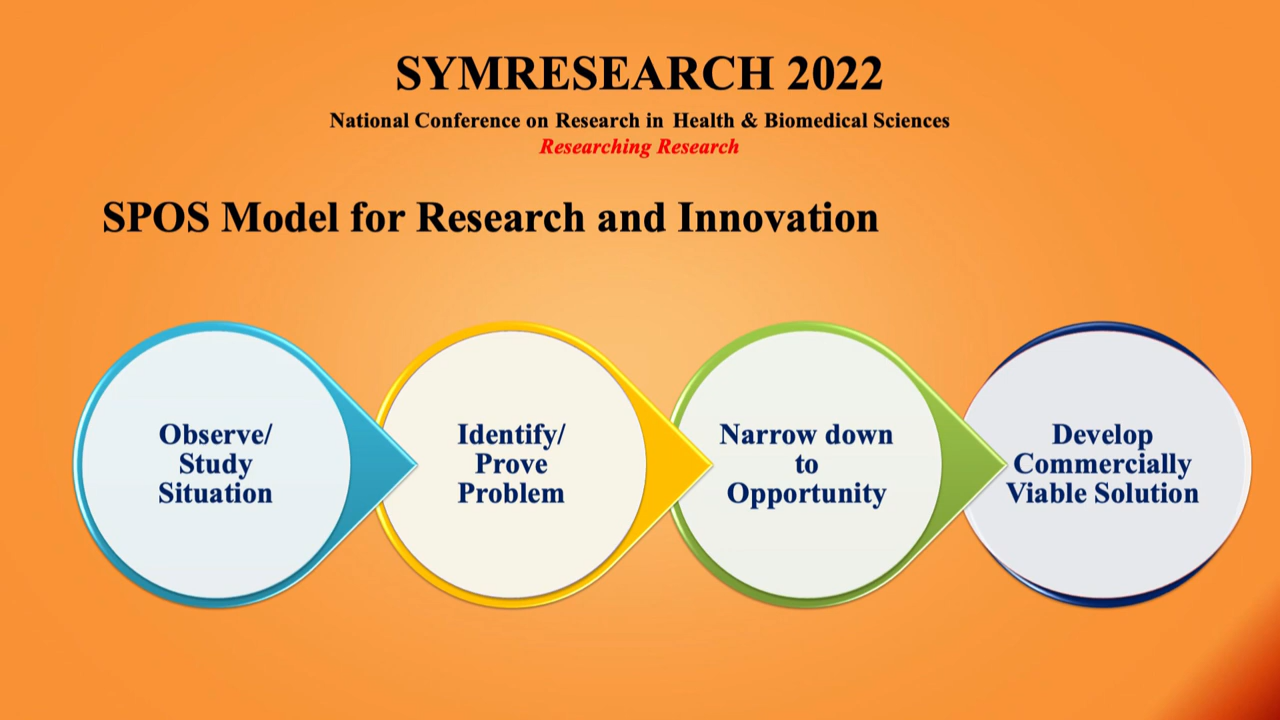 SYMRESEARCH 2022
National Conference on Research in Health & Biomedical Sciences
Researching Research
SPOS Model for Research and Innovation
Observe/
Study
Situation
Identify/
Prove
Problem
Narrow down
to
Opportunity
Develop
Commercially
Viable Solution